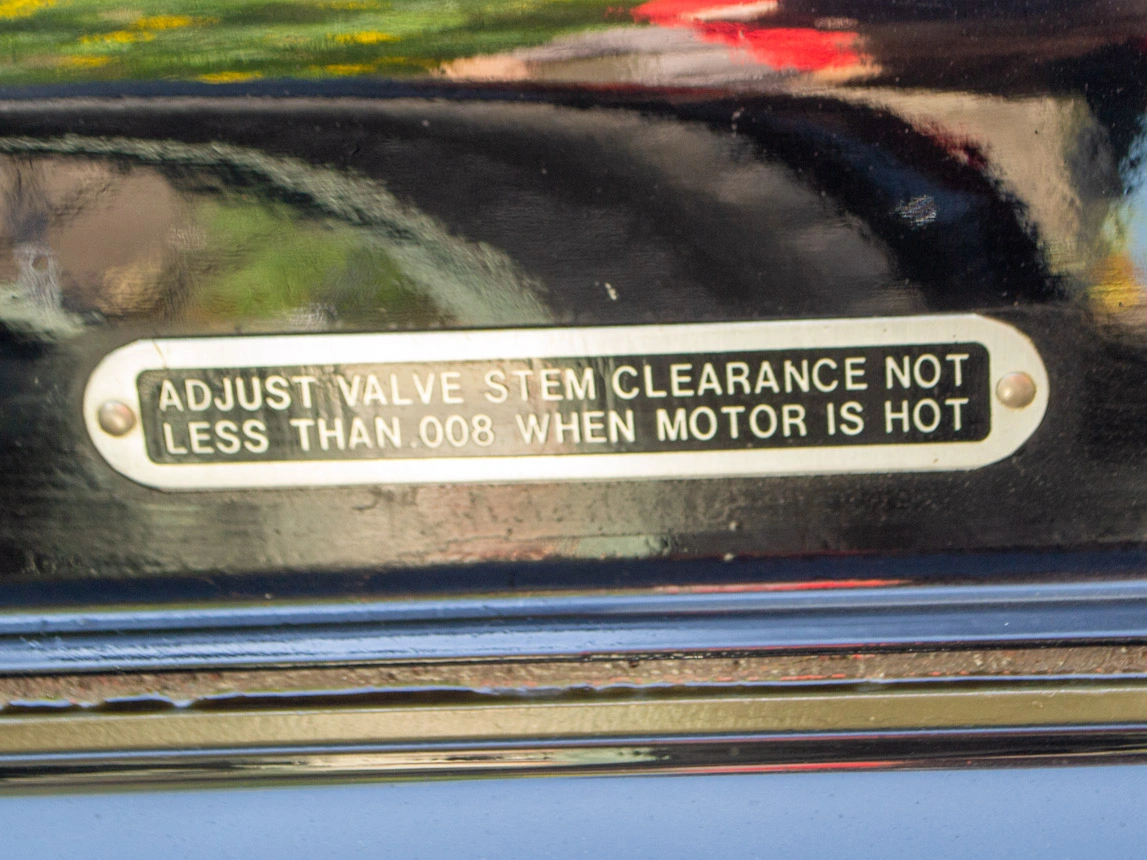 ADJUST VALVE STEM CLEARANCE NOT
LESS THAN .008 WHEN MOTOR IS HOT